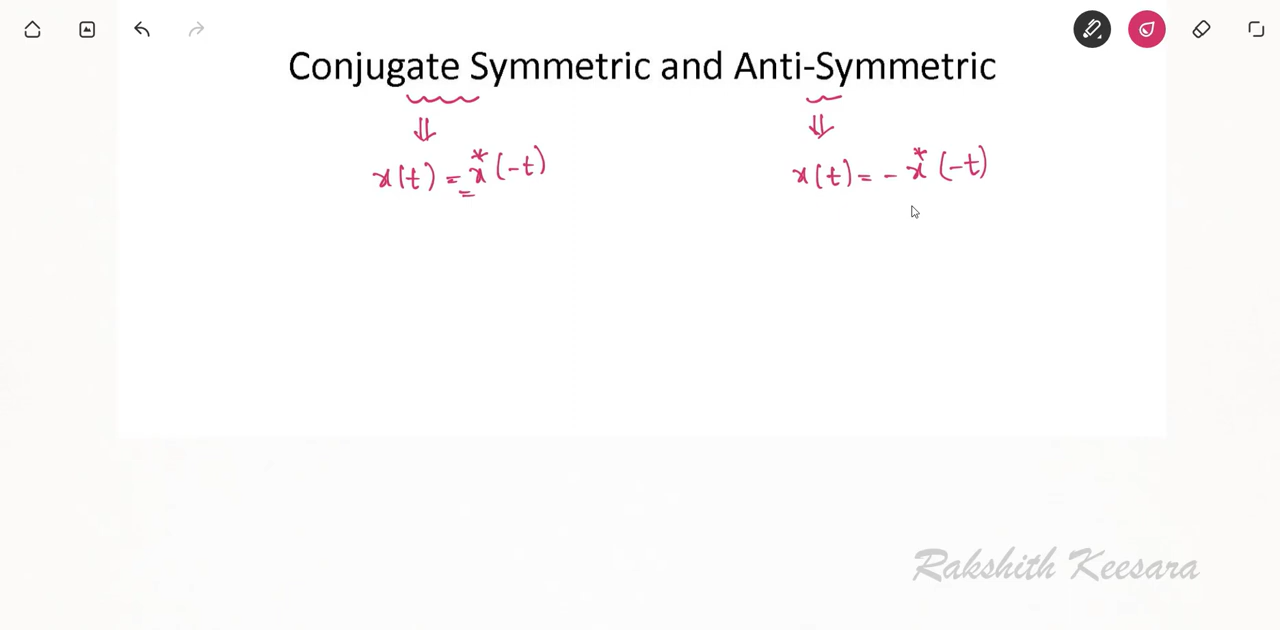 Conjugate Symmetric and Anti-Symmetric
⇓ ⇓
x(t) = x*(-t) x(t) = - x*(-t)
Rakshith Keesara